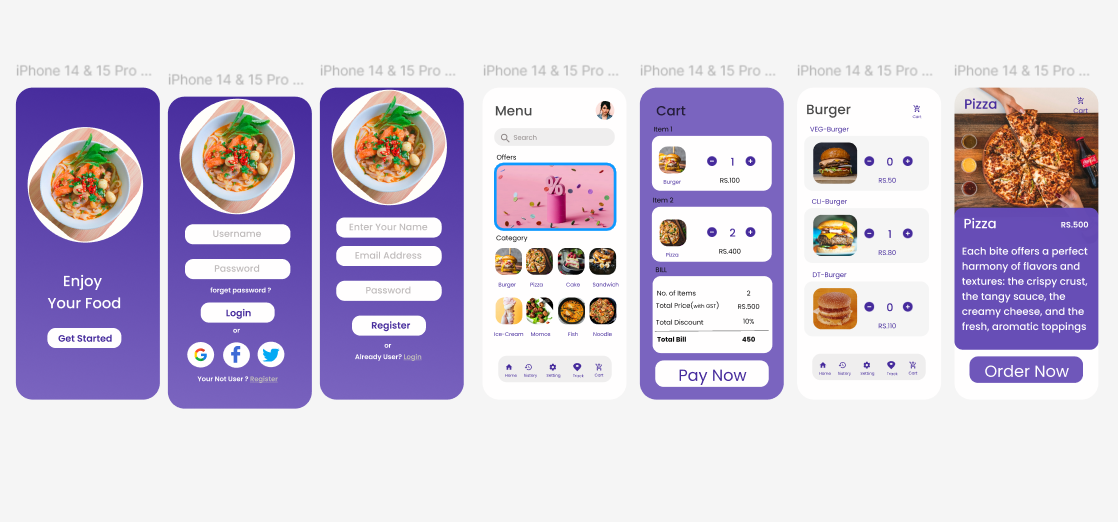 iPhone 14 & 15 Pro ...
Enjoy
Your Food
Get Started
iPhone 14 & 15 Pro ...
Username
Password
forget password ?
Login
or
Your Not User ? Register
iPhone 14 & 15 Pro ...
Enter Your Name
Email Address
Password
Register
or
Already User? Login
iPhone 14 & 15 Pro ...
Menu
Search
Offers
%
Category
Burger Pizza Cake Sandwich
Ice-Cream Momos Fish Noodle
Home history Setting Track Cart
iPhone 14 & 15 Pro ...
Cart
Item 1
1
Burger
RS.100
Item 2
2
Pizza
RS.400
BILL
No. of Items 2
Total Price(with GST) RS.500
Total Discount 10%
Total Bill 450
Pay Now
iPhone 14 & 15 Pro ...
Burger
Cart
VEG-Burger
0
RS.50
CLI-Burger
1
RS.80
DT-Burger
0
RS.110
Home history Setting Track Cart
iPhone 14 & 15 Pro ...
Pizza
Cart
Pizza RS.500
Each bite offers a perfect
harmony of flavors and
textures: the crispy crust,
the tangy sauce, the
creamy cheese, and the
fresh, aromatic toppings
Order Now